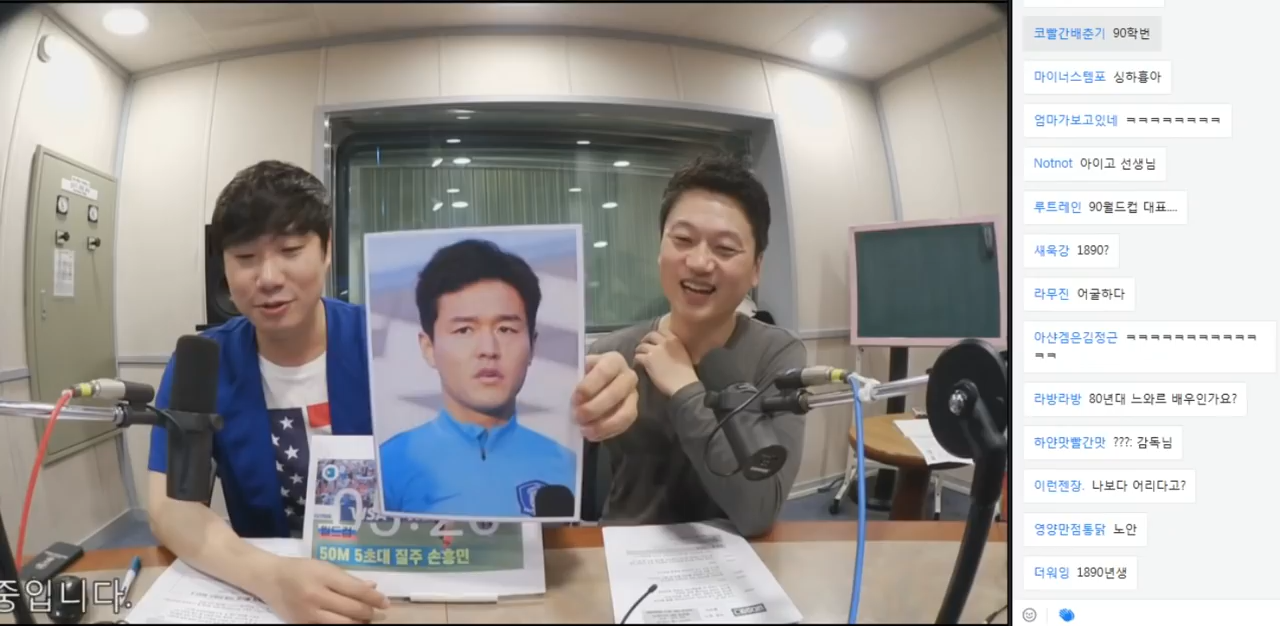 코빨간배춘기 90학번
마이너스템포 싱하횽아
엄마가보고있네 ㅋㅋㅋㅋㅋㅋㅋㅋ
Notnot 아이고 선생님
루트레인 90월드컵 대표....
새욱강 1890?
라무진 어굴하다
아샨겜은김정근 ㅋㅋㅋㅋㅋㅋㅋㅋㅋㅋㅋ
ㅋㅋ
라방라방 80년대 느와르 배우인가요?
하얀맛빨간맛 ???: 감독님
이런젠장. 나보다 어리다고?
영양만점통닭 노안
더워잉 1890년생
VISA
월드컵
50M 5초대 질주 손흥민
중입니다.